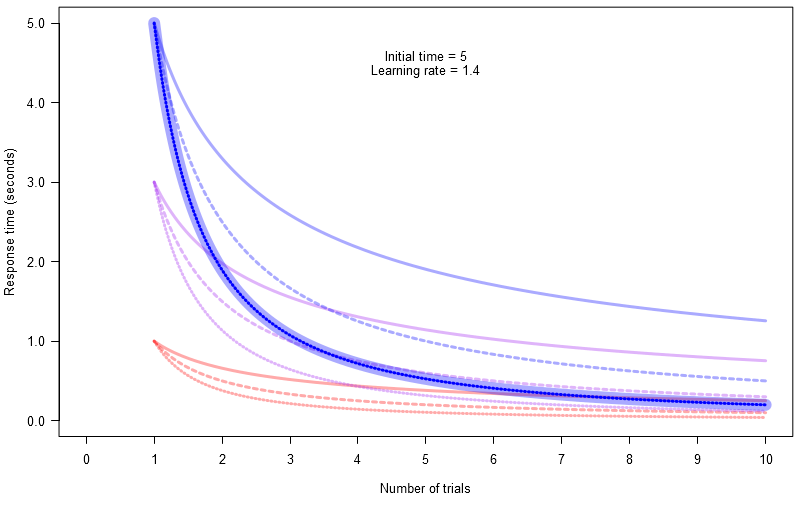 Initial time = 5
Learning rate = 1.4
Response time (seconds)
5.0
4.0
3.0
2.0
1.0
0.0
0 1 2 3 4 5 6 7 8 9 10
Number of trials